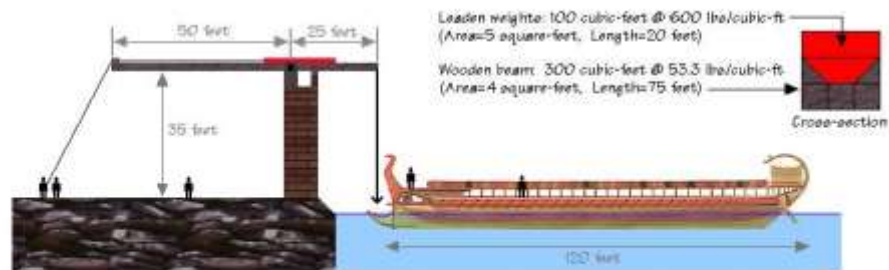 50 feet
25 feet
35 feet
120 feet
Leaden weights: 100 cubic-feet @ 600 lbs/cubic-ft
(Area=5 square-feet, Length=20 feet)
Wooden beam: 300 cubic-feet @ 53.3 lbs/cubic-ft
(Area=4 square-feet, Length=75 feet)
Cross-section